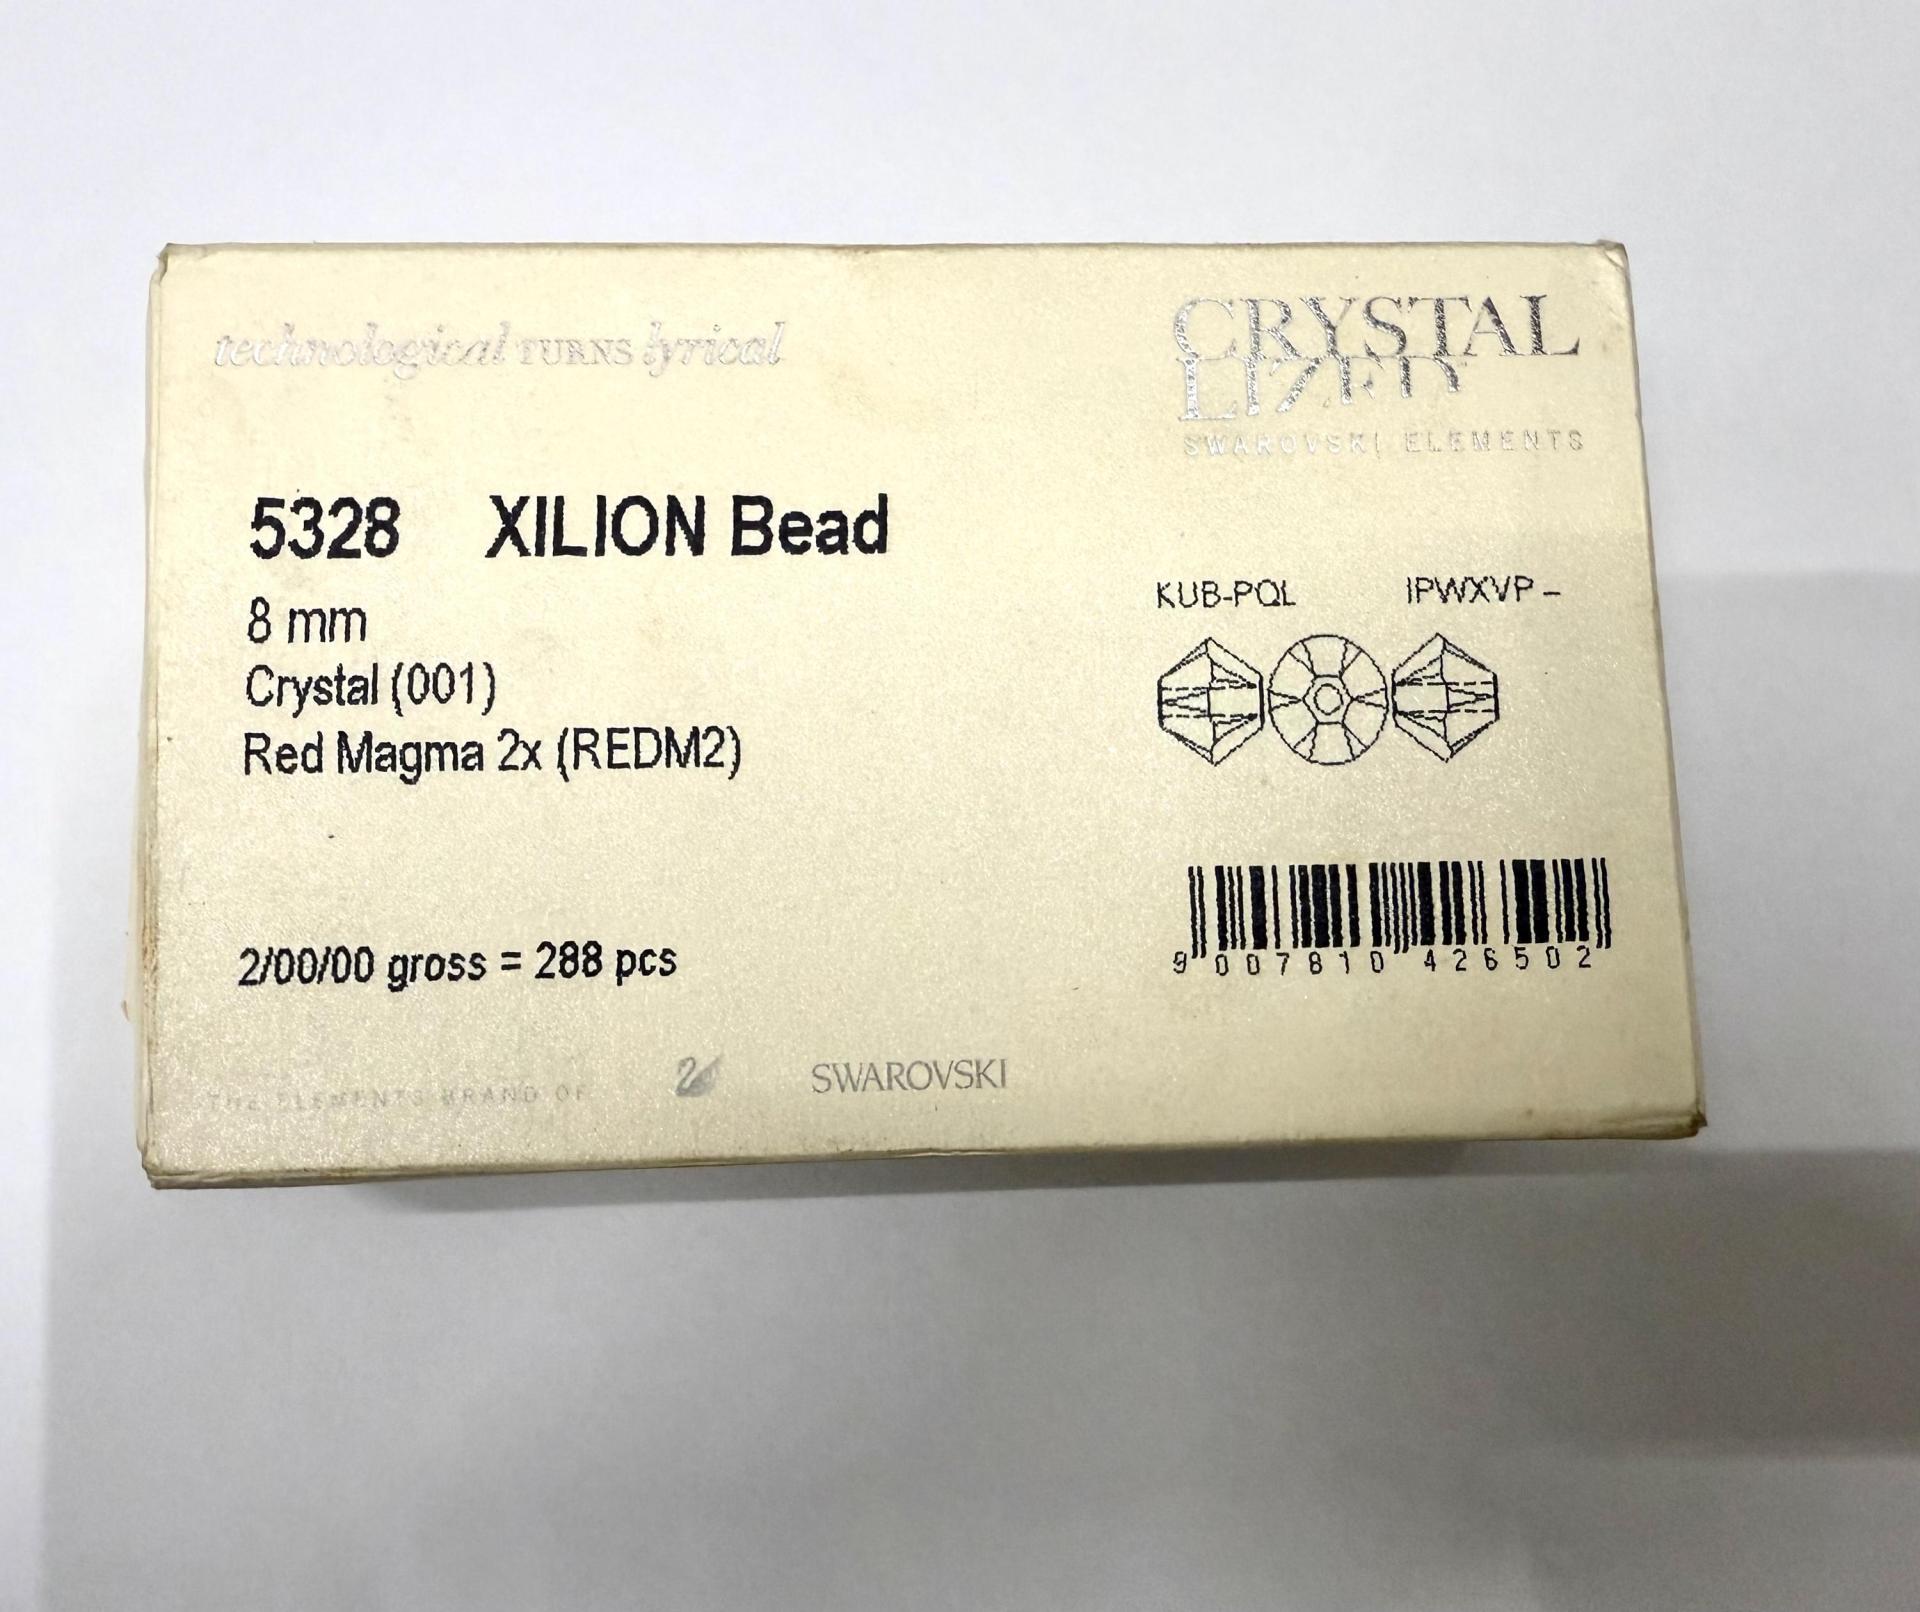 technological TURNS lyrical
CRYSTAL
LIZED
SWAROVSKI ELEMENTS
5328 XILION Bead
8 mm
Crystal (001)
Red Magma 2x (REDM2)
KUB-PQL IPWXVP-
2/00/00 gross = 288 pcs
9 007810 426502
THE ELEMENTS BRAND OF SWAROVSKI